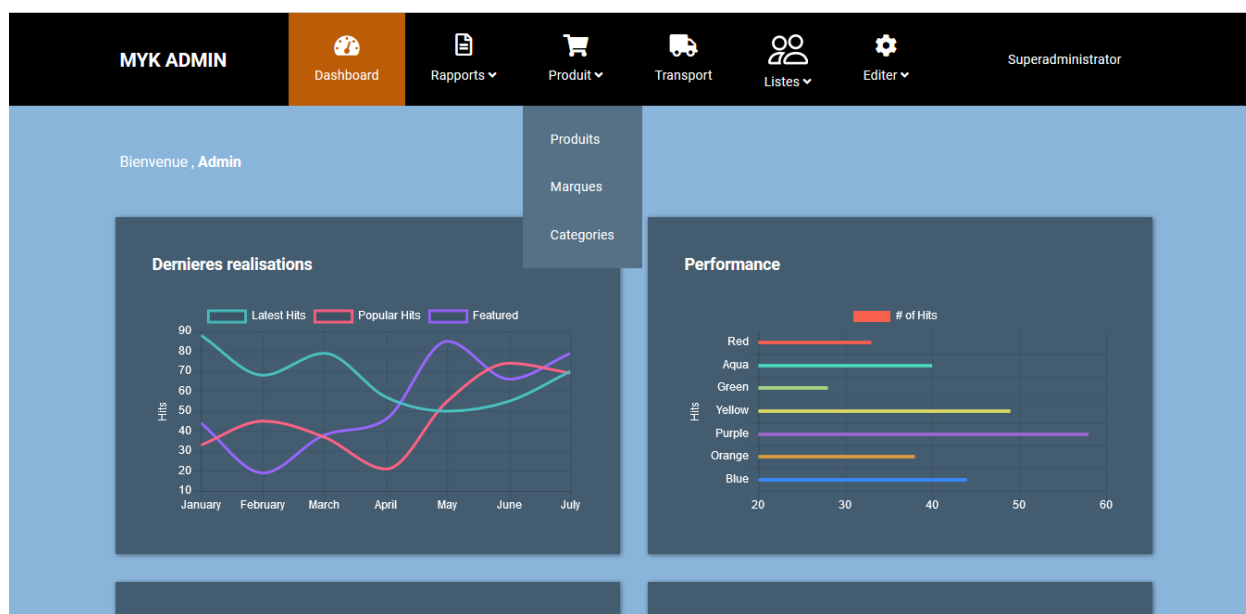 MYK ADMIN
Dashboard
Rapports
Produit
Transport
Listes
Editer
Superadministrator
Produits
Marques
Categories
Bienvenue , Admin
Dernieres realisations
Latest Hits Popular Hits Featured
90
80
70
60
50
40
30
20
10
Hits
January February March April May June July
Performance
# of Hits
Red
Aqua
Green
Yellow
Purple
Orange
Blue
Hits
20 30 40 50 60